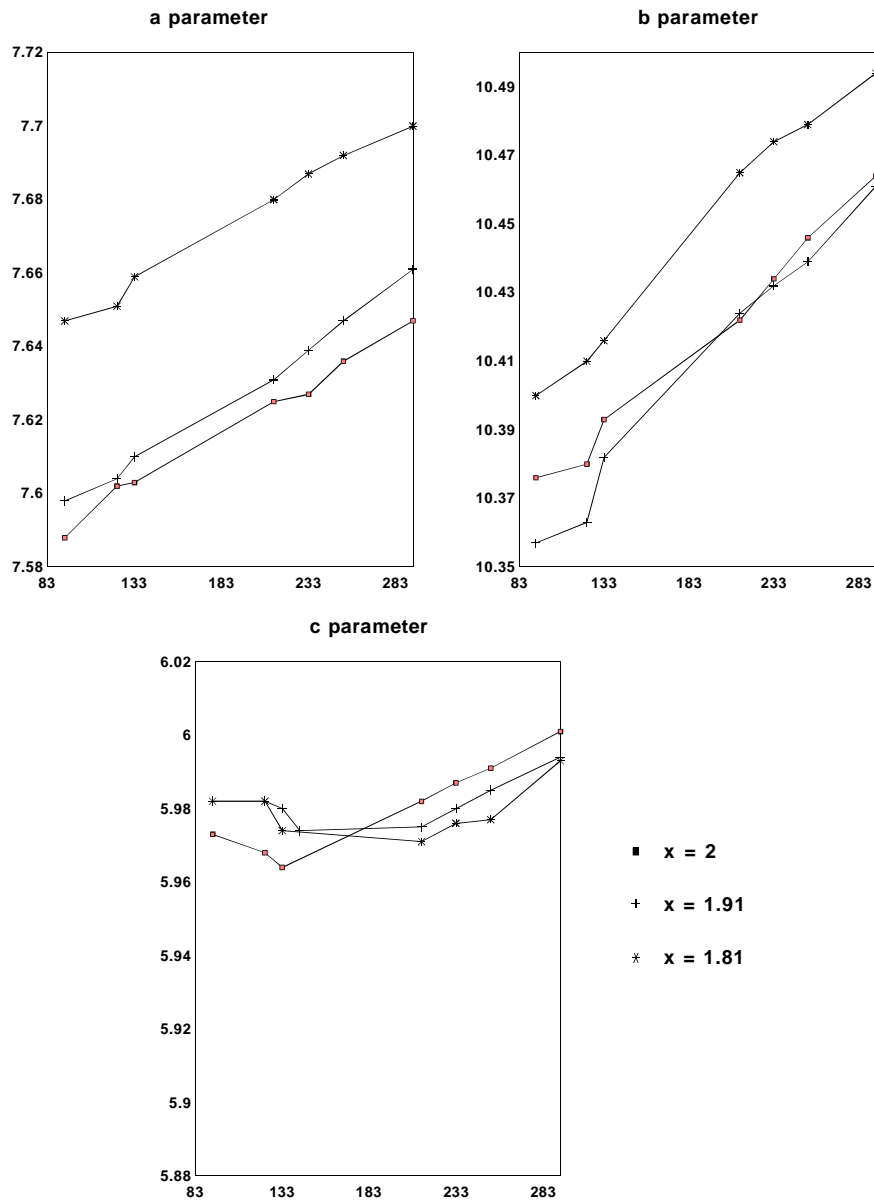 a parameter
7.72
7.7
7.68
7.66
7.64
7.62
7.6
7.58
83 133 183 233 283
b parameter
10.49
10.47
10.45
10.43
10.41
10.39
10.37
10.35
83 133 183 233 283
c parameter
6.02
6
5.98
5.96
5.94
5.92
5.9
5.88
83 133 183 233 283
x = 2
x = 1.91
x = 1.81